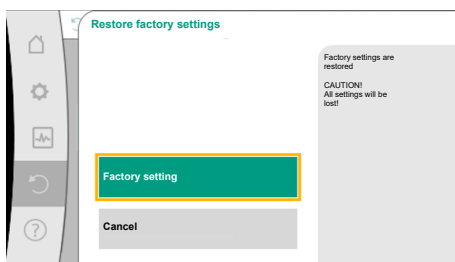 Restore factory settings
Factory settings are
restored
CAUTION!
All settings will be
lost!
Factory setting
Cancel
?